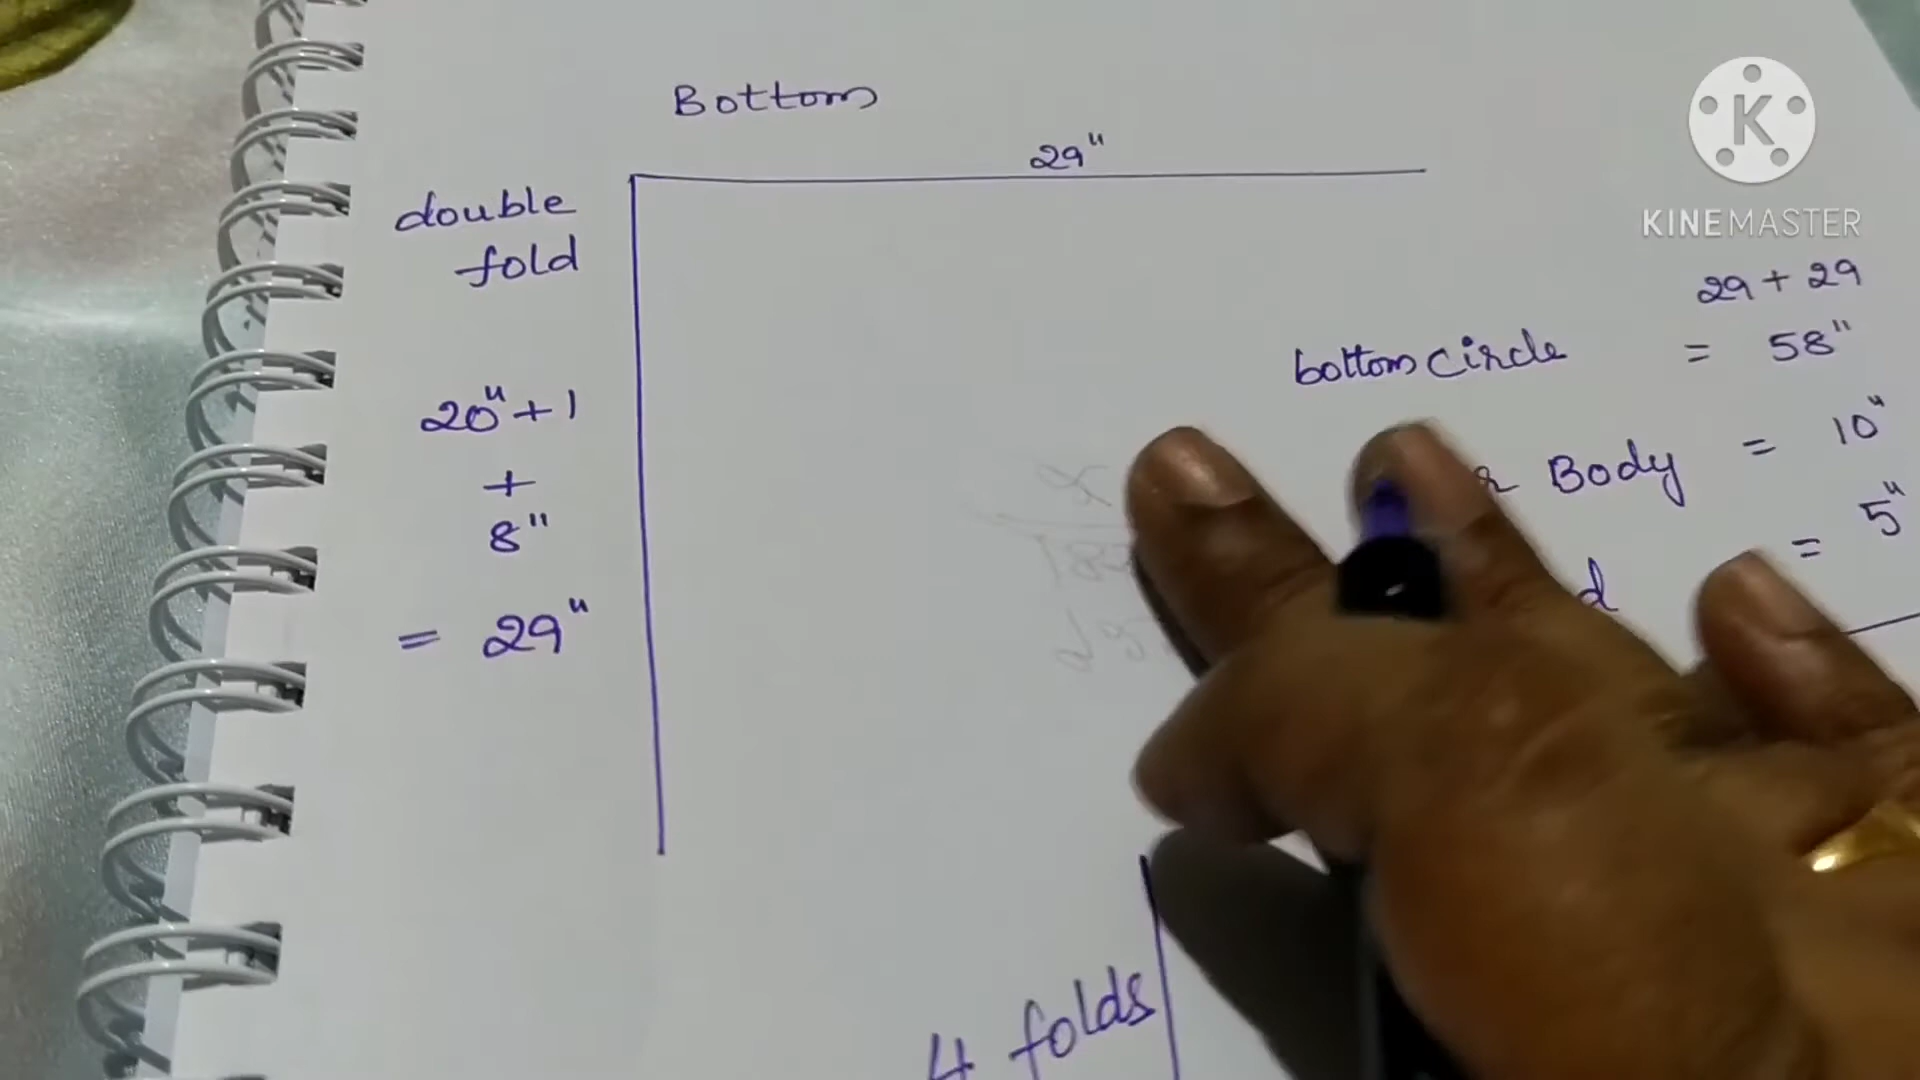 Bottom
29"
double
fold
20" + 1
+
8"
= 29"
29 + 29
bottom Circle = 58"
Body = 10"
= 5"
4 folds
K
KINEMASTER